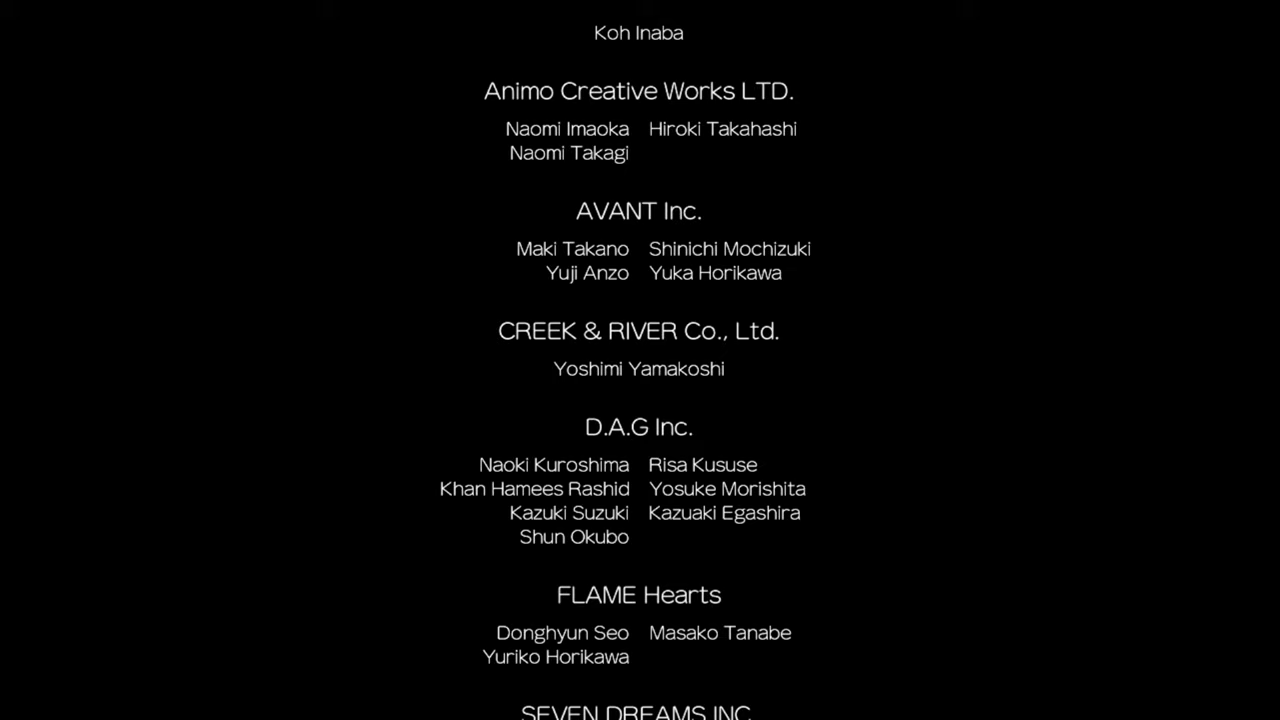 Koh Inaba
Animo Creative Works LTD.
Naomi Imaoka Hiroki Takahashi
Naomi Takagi
AVANT Inc.
Maki Takano Shinichi Mochizuki
Yuji Anzo Yuka Horikawa
CREEK & RIVER Co., Ltd.
Yoshimi Yamakoshi
D.A.G Inc.
Naoki Kuroshima Risa Kususe
Khan Hamees Rashid Yosuke Morishita
Kazuki Suzuki Kazuaki Egashira
Shun Okubo
FLAME Hearts
Donghyun Seo Masako Tanabe
Yuriko Horikawa
SEVEN DREAMS INC